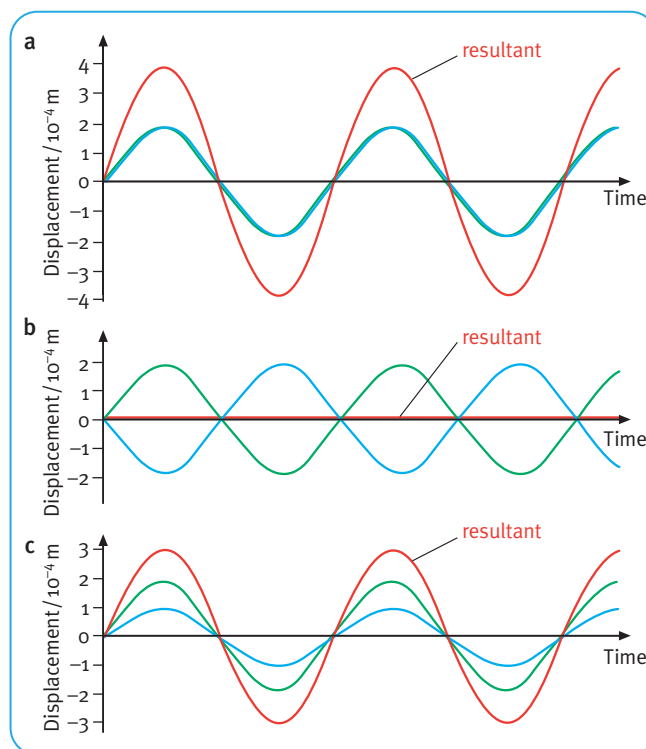 a
Displacement / 10⁻⁴ m
4
3
2
1
0
−1
−2
−3
−4
resultant
Time
b
Displacement / 10⁻⁴ m
2
1
0
−1
−2
resultant
Time
c
Displacement / 10⁻⁴ m
3
2
1
0
−1
−2
−3
resultant
Time